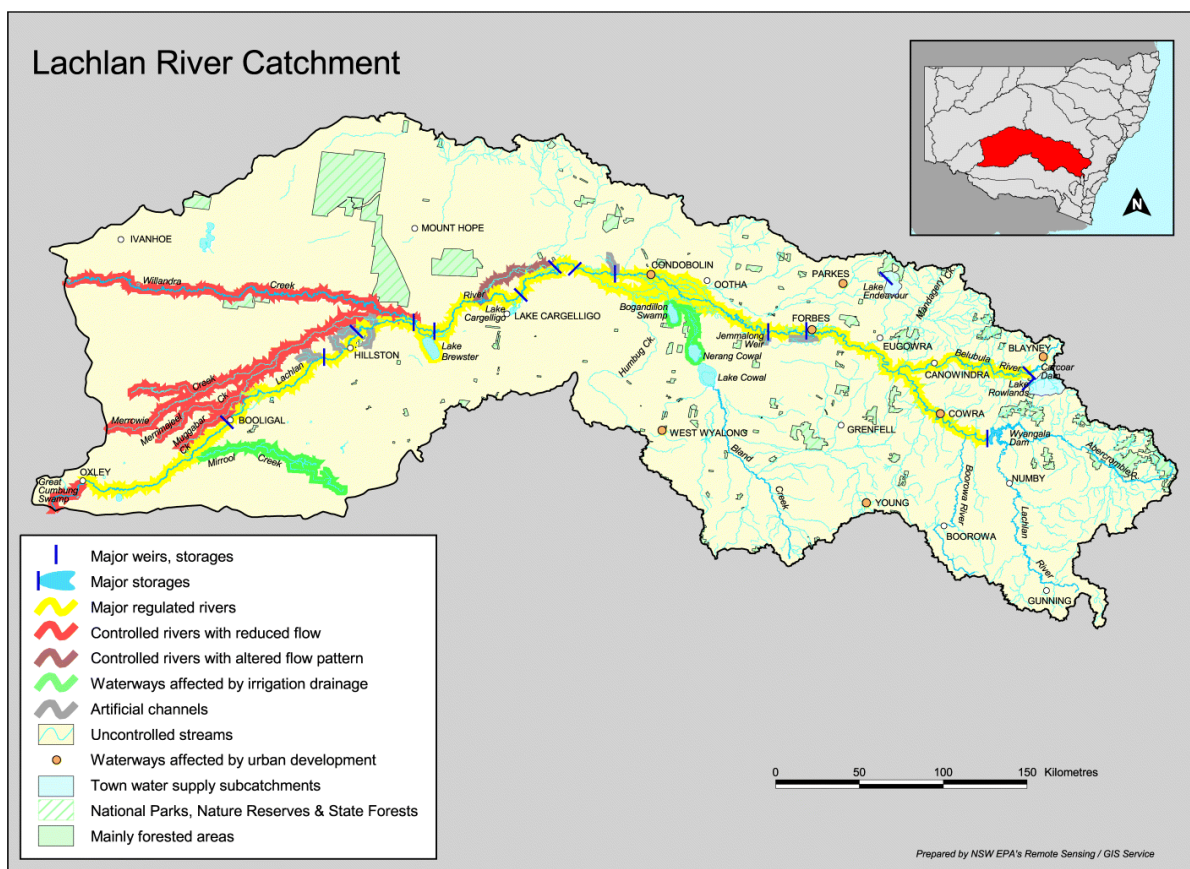 Lachlan River Catchment
N
IVANHOE
MOUNT HOPE
Willandra
Creek
CONDOBOLIN
OOTHA
PARKES
Lake
Endeavour
Mandagery Ck.
River
Lake
Cargelligo
LAKE CARGELLIGO
Bogandillon
Swamp
Jemmalong
Weir
FORBES
EUGOWRA
BLAYNEY
Belubula
River
Carcoar
Dam
CANOWINDRA
Lake
Rowlands
HILLSTON
Lake
Brewster
Lachlan
Humbug Ck.
Nerang Cowal
Lake Cowal
Creek
Merrowie
Merrimajeel
Ck
Muggabar
Ck
BOOLIGAL
COWRA
WEST WYALONG
GRENFELL
Wyangala
Dam
Abercrombie R.
Mirrool
Creek
OXLEY
Great
Cumbung
Swamp
Bland
Creek
Boorowa River
NUMBY
YOUNG
BOOROWA
Lachlan
River
GUNNING
Major weirs, storages
Major storages
Major regulated rivers
Controlled rivers with reduced flow
Controlled rivers with altered flow pattern
Waterways affected by irrigation drainage
Artificial channels
Uncontrolled streams
Waterways affected by urban development
Town water supply subcatchments
National Parks, Nature Reserves & State Forests
Mainly forested areas
0 50 100 150 Kilometres
Prepared by NSW EPA's Remote Sensing / GIS Service